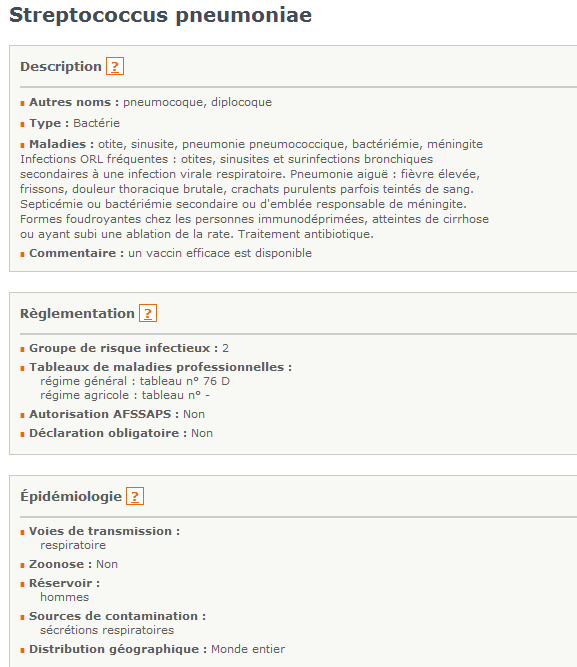 Streptococcus pneumoniae
Description ?
Autres noms : pneumocoque, diplocoque
Type : Bactérie
Maladies : otite, sinusite, pneumonie pneumococcique, bactériémie, méningite
Infections ORL fréquentes : otites, sinusites et surinfections bronchiques
secondaires à une infection virale respiratoire. Pneumonie aiguë : fièvre élevée,
frissons, douleur thoracique brutale, crachats purulents parfois teintés de sang.
Septicémie ou bactériémie secondaire ou d'emblée responsable de méningite.
Formes foudroyantes chez les personnes immunodéprimées, atteintes de cirrhose
ou ayant subi une ablation de la rate. Traitement antibiotique.
Commentaire : un vaccin efficace est disponible
Règlementation ?
Groupe de risque infectieux : 2
Tableaux de maladies professionnelles :
régime général : tableau n° 76 D
régime agricole : tableau n° -
Autorisation AFSSAPS : Non
Déclaration obligatoire : Non
Épidémiologie ?
Voies de transmission :
respiratoire
Zoonose : Non
Réservoir :
hommes
Sources de contamination :
sécrétions respiratoires
Distribution géographique : Monde entier